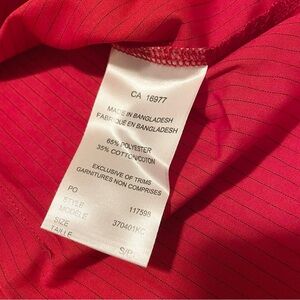 CA 16977
MADE IN BANGLADESH
FABRIQUE EN BANGLADESH
65% POLYESTER
35% COTTON/COTON
EXCLUSIVE OF TRIMS
GARNITURES NON COMPRISES
PO 117598
STYLE
MODELE 370401KC
SIZE
TAILLE S/P